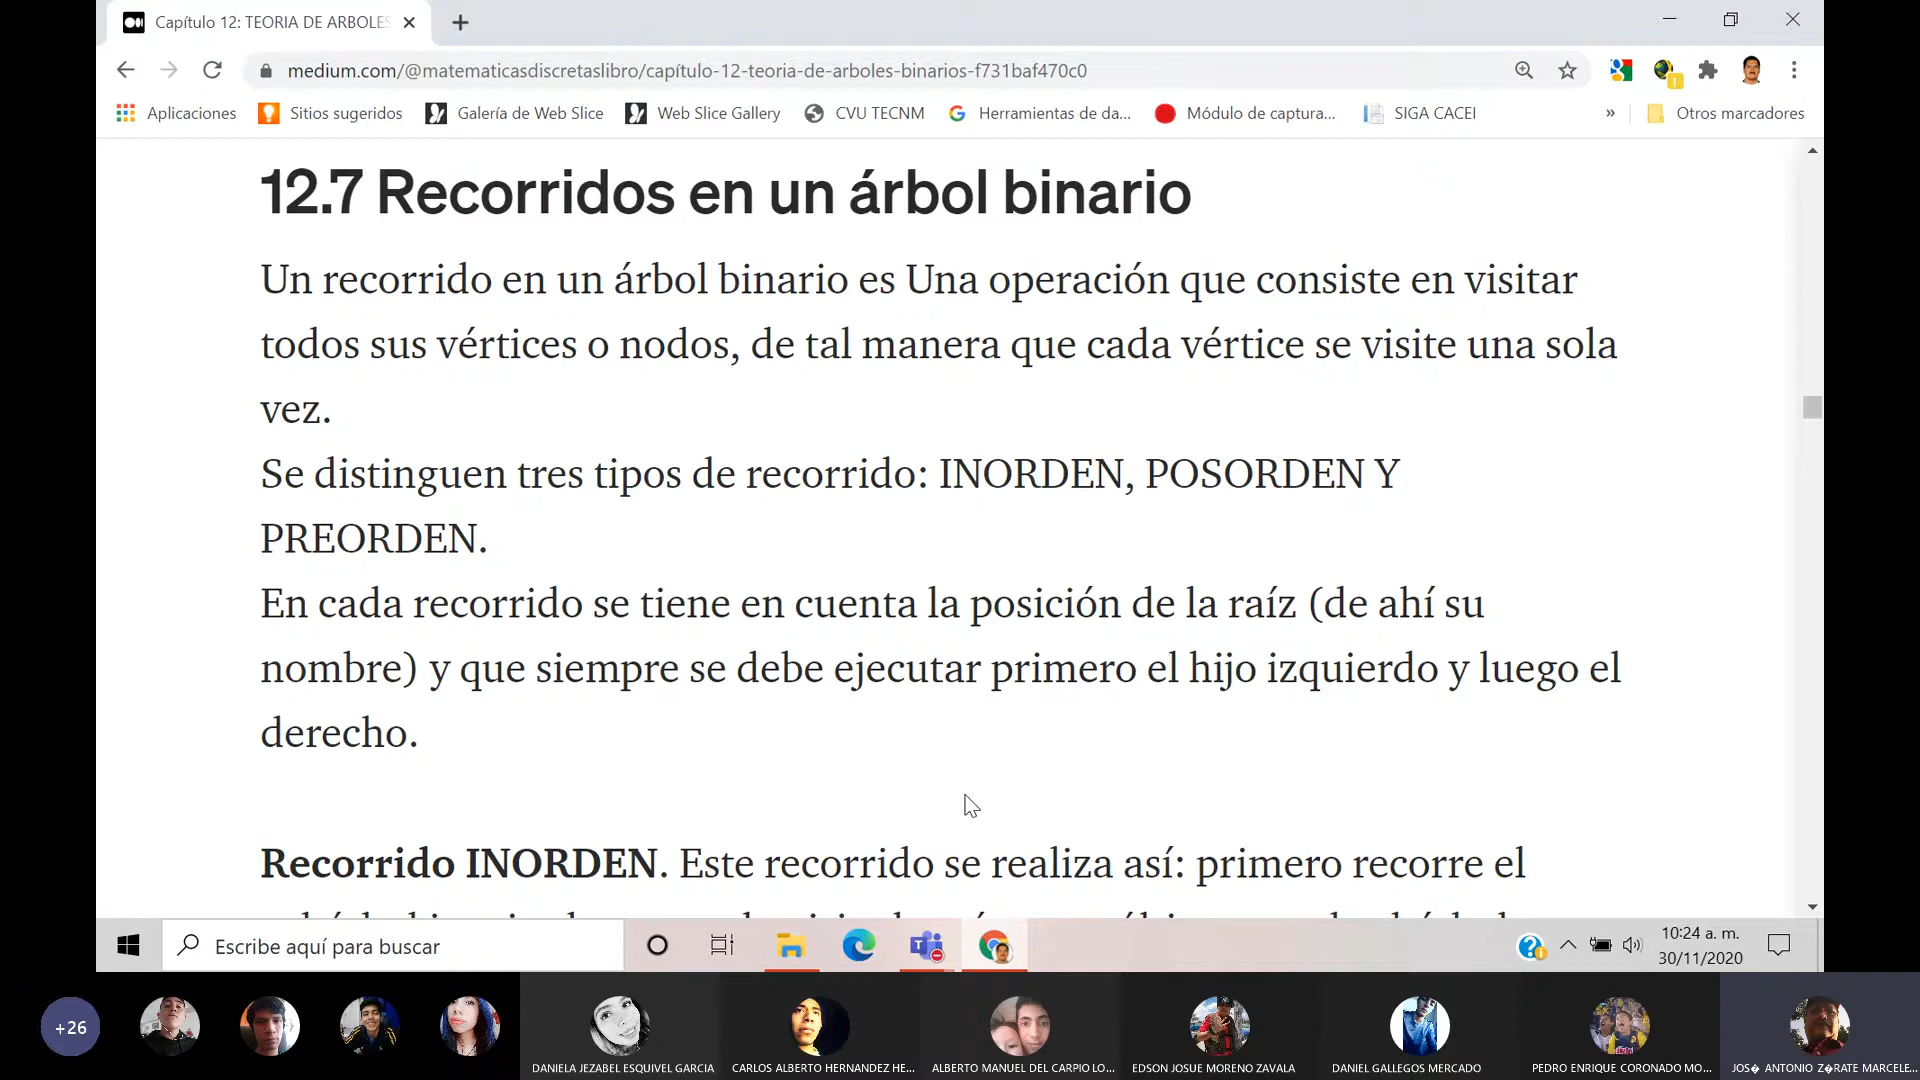 Capítulo 12: TEORIA DE ARBOLES
medium.com/@matematicasdiscretaslibro/capítulo-12-teoria-de-arboles-binarios-f731baf470c0
Aplicaciones Sitios sugeridos Galería de Web Slice Web Slice Gallery CVU TECNM Herramientas de da... Módulo de captura... SIGA CACEI » Otros marcadores
12.7 Recorridos en un árbol binario
Un recorrido en un árbol binario es Una operación que consiste en visitar
todos sus vértices o nodos, de tal manera que cada vértice se visite una sola
vez.
Se distinguen tres tipos de recorrido: INORDEN, POSORDEN Y
PREORDEN.
En cada recorrido se tiene en cuenta la posición de la raíz (de ahí su
nombre) y que siempre se debe ejecutar primero el hijo izquierdo y luego el
derecho.
Recorrido INORDEN. Este recorrido se realiza así: primero recorre el
Escribe aquí para buscar
10:24 a. m.
30/11/2020
+26
DANIELA JEZABEL ESQUIVEL GARCIA CARLOS ALBERTO HERNANDEZ HE... ALBERTO MANUEL DEL CARPIO LO... EDSON JOSUE MORENO ZAVALA DANIEL GALLEGOS MERCADO PEDRO ENRIQUE CORONADO MO... JOS� ANTONIO Z�RATE MARCELE...